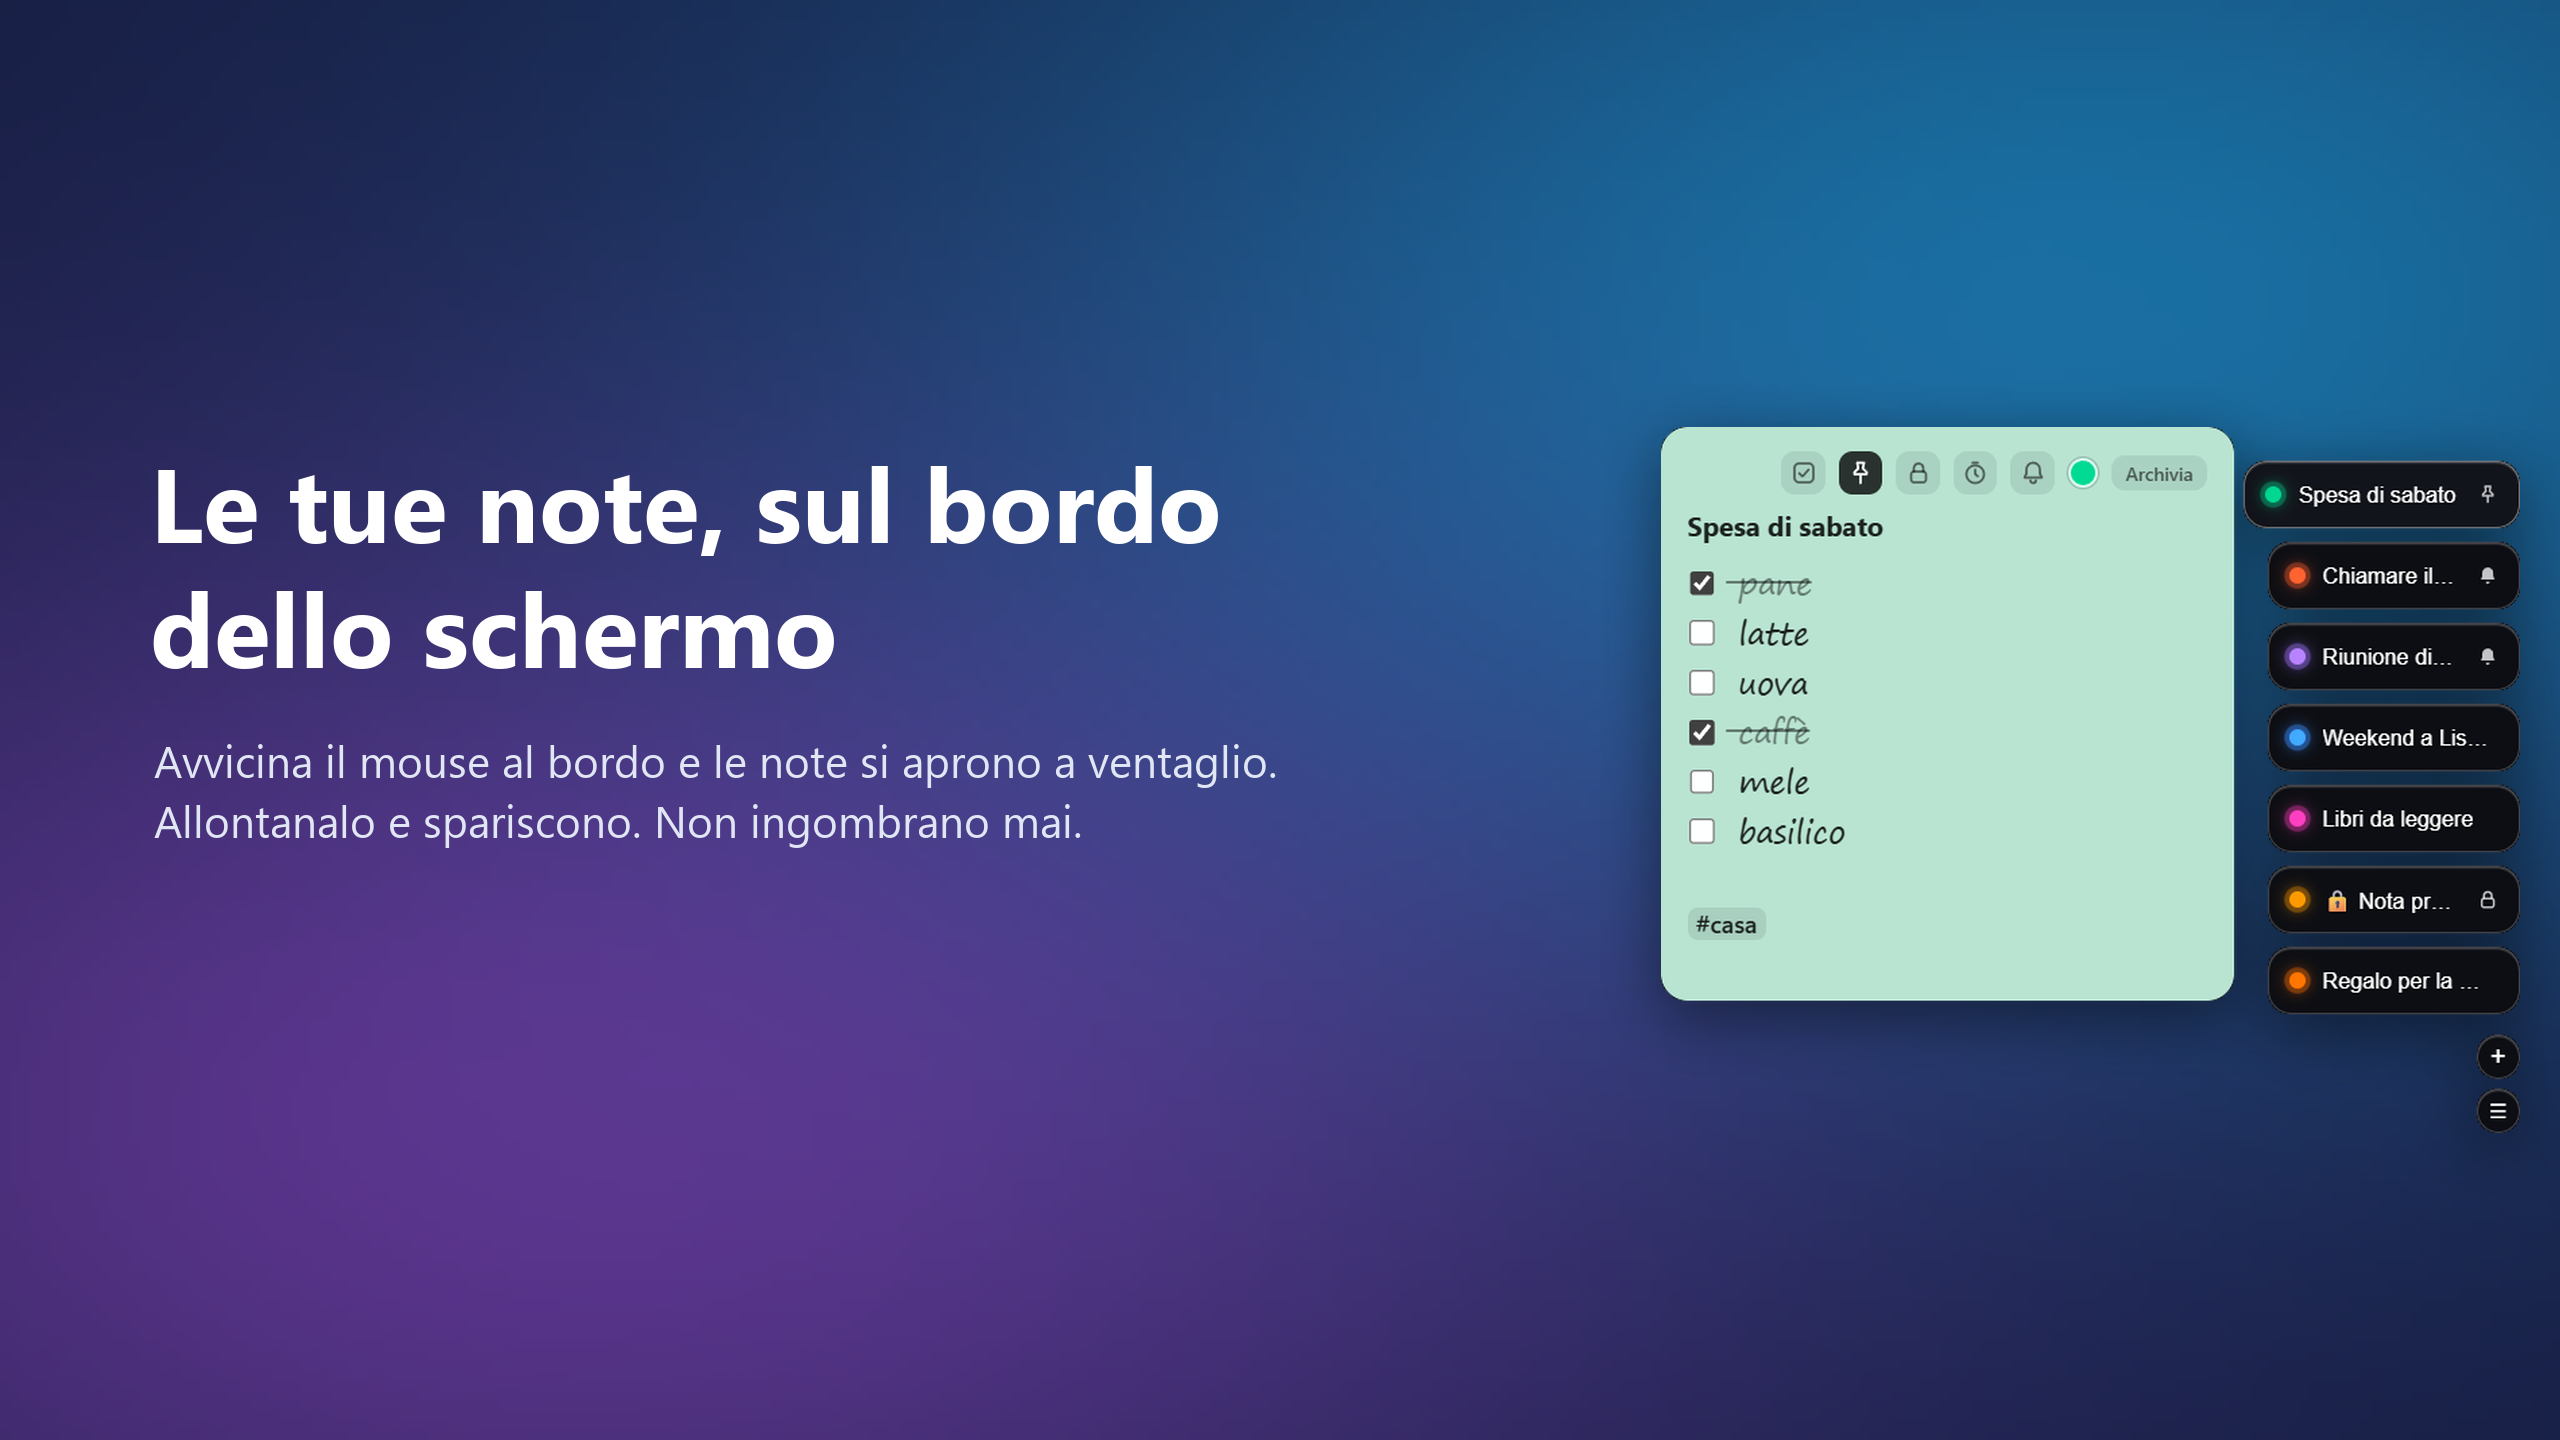 Le tue note, sul bordo
dello schermo
Avvicina il mouse al bordo e le note si aprono a ventaglio.
Allontanalo e spariscono. Non ingombrano mai.
Archivia
Spesa di sabato
pane
latte
uova
caffè
mele
basilico
#casa
Spesa di sabato
Chiamare il...
Riunione di...
Weekend a Lis...
Libri da leggere
Nota pr...
Regalo per la ...